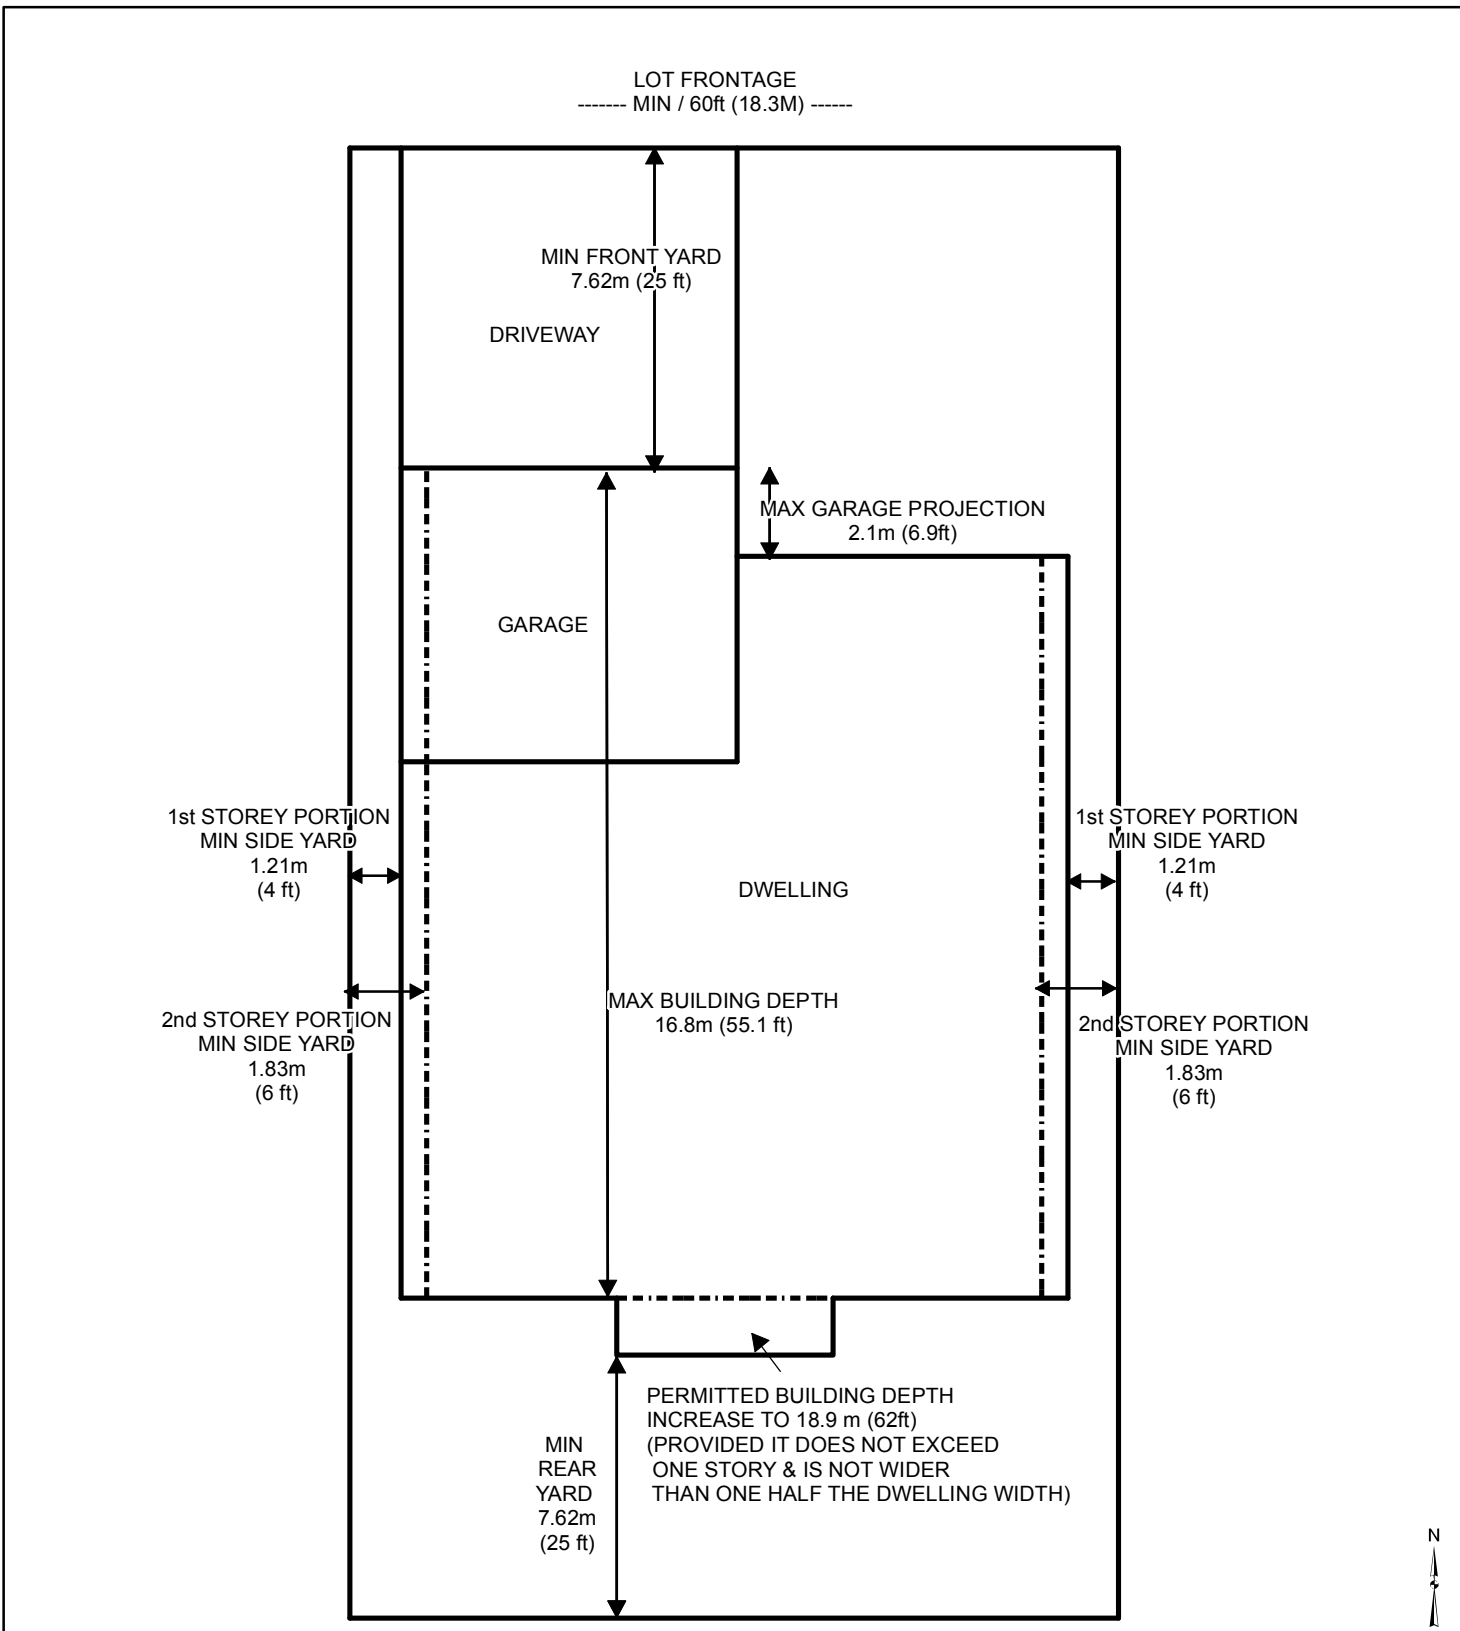 LOT FRONTAGE
------- MIN / 60ft (18.3M) ------
MIN FRONT YARD
7.62m (25 ft)
DRIVEWAY
MAX GARAGE PROJECTION
2.1m (6.9ft)
GARAGE
1st STOREY PORTION
MIN SIDE YARD
1.21m
(4 ft)
1st STOREY PORTION
MIN SIDE YARD
1.21m
(4 ft)
DWELLING
MAX BUILDING DEPTH
16.8m (55.1 ft)
2nd STOREY PORTION
MIN SIDE YARD
1.83m
(6 ft)
2nd STOREY PORTION
MIN SIDE YARD
1.83m
(6 ft)
PERMITTED BUILDING DEPTH
INCREASE TO 18.9 m (62ft)
(PROVIDED IT DOES NOT EXCEED
ONE STORY & IS NOT WIDER
THAN ONE HALF THE DWELLING WIDTH)
MIN
REAR
YARD
7.62m
(25 ft)
N